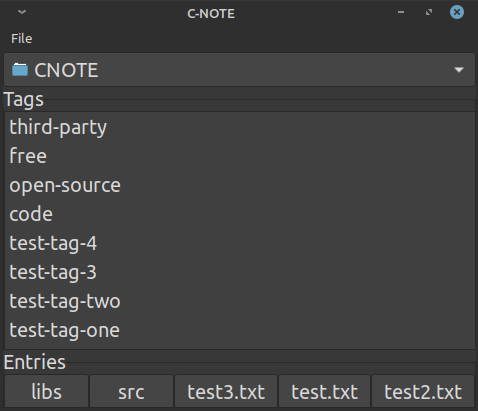 C-NOTE
File
CNOTE
Tags
third-party
free
open-source
code
test-tag-4
test-tag-3
test-tag-two
test-tag-one
Entries
libs src test3.txt test.txt test2.txt